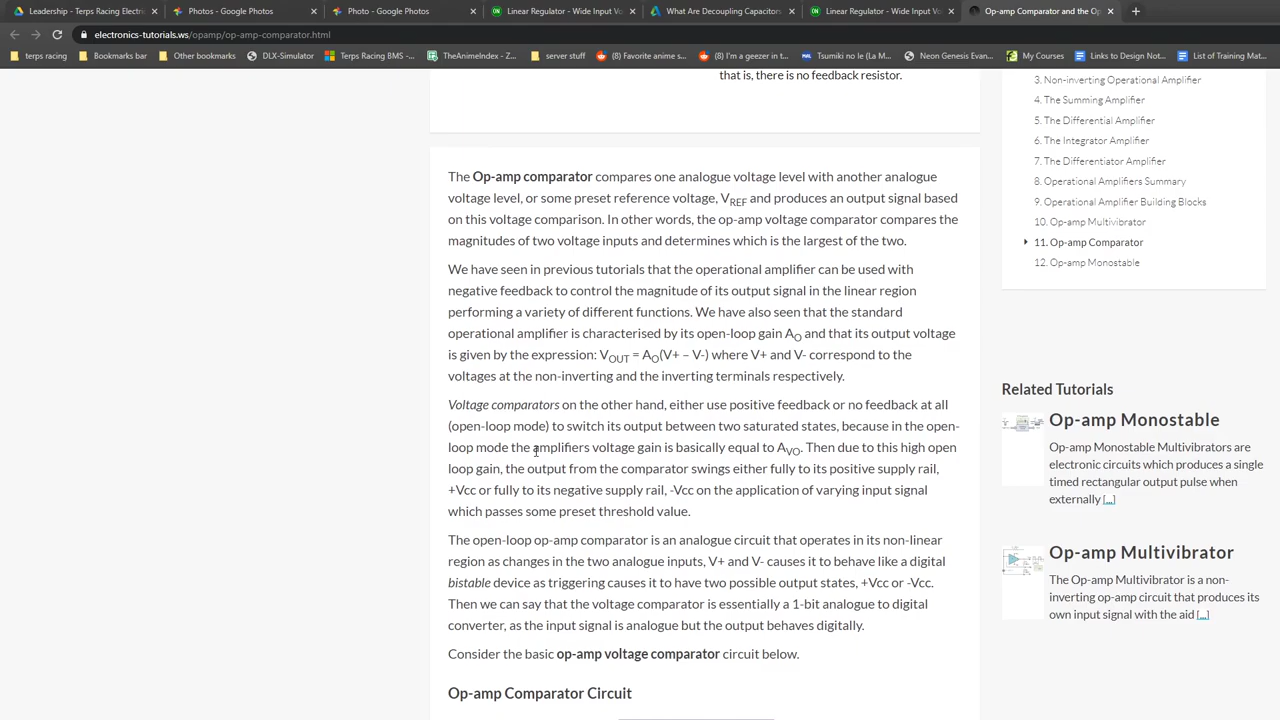 Leadership - Terps Racing Electri
Photos - Google Photos
Photo - Google Photos
Linear Regulator - Wide Input Vo
What Are Decoupling Capacitors
Linear Regulator - Wide Input Vo
Op-amp Comparator and the Op
electronics-tutorials.ws/opamp/op-amp-comparator.html
terps racing
Bookmarks bar
Other bookmarks
DLX-Simulator
Terps Racing BMS -...
TheAnimeIndex - Z...
server stuff
(8) Favorite anime s...
(8) I'm a geezer in t...
Tsumiki no Ie (La M...
Neon Genesis Evan...
My Courses
Links to Design Not...
List of Training Mat...
that is, there is no feedback resistor.
The Op-amp comparator compares one analogue voltage level with another analogue
voltage level, or some preset reference voltage, VREF and produces an output signal based
on this voltage comparison. In other words, the op-amp voltage comparator compares the
magnitudes of two voltage inputs and determines which is the largest of the two.
We have seen in previous tutorials that the operational amplifier can be used with
negative feedback to control the magnitude of its output signal in the linear region
performing a variety of different functions. We have also seen that the standard
operational amplifier is characterised by its open-loop gain AO and that its output voltage
is given by the expression: VOUT = AO(V+ – V-) where V+ and V- correspond to the
voltages at the non-inverting and the inverting terminals respectively.
Voltage comparators on the other hand, either use positive feedback or no feedback at all
(open-loop mode) to switch its output between two saturated states, because in the open-
loop mode the amplifiers voltage gain is basically equal to AVO. Then due to this high open
loop gain, the output from the comparator swings either fully to its positive supply rail,
+Vcc or fully to its negative supply rail, -Vcc on the application of varying input signal
which passes some preset threshold value.
The open-loop op-amp comparator is an analogue circuit that operates in its non-linear
region as changes in the two analogue inputs, V+ and V- causes it to behave like a digital
bistable device as triggering causes it to have two possible output states, +Vcc or -Vcc.
Then we can say that the voltage comparator is essentially a 1-bit analogue to digital
converter, as the input signal is analogue but the output behaves digitally.
Consider the basic op-amp voltage comparator circuit below.
Op-amp Comparator Circuit
3. Non-inverting Operational Amplifier
4. The Summing Amplifier
5. The Differential Amplifier
6. The Integrator Amplifier
7. The Differentiator Amplifier
8. Operational Amplifiers Summary
9. Operational Amplifier Building Blocks
10. Op-amp Multivibrator
11. Op-amp Comparator
12. Op-amp Monostable
Related Tutorials
Op-amp Monostable
Op-amp Monostable Multivibrators are
electronic circuits which produces a single
timed rectangular output pulse when
externally [...]
Op-amp Multivibrator
The Op-amp Multivibrator is a non-
inverting op-amp circuit that produces its
own input signal with the aid [...]